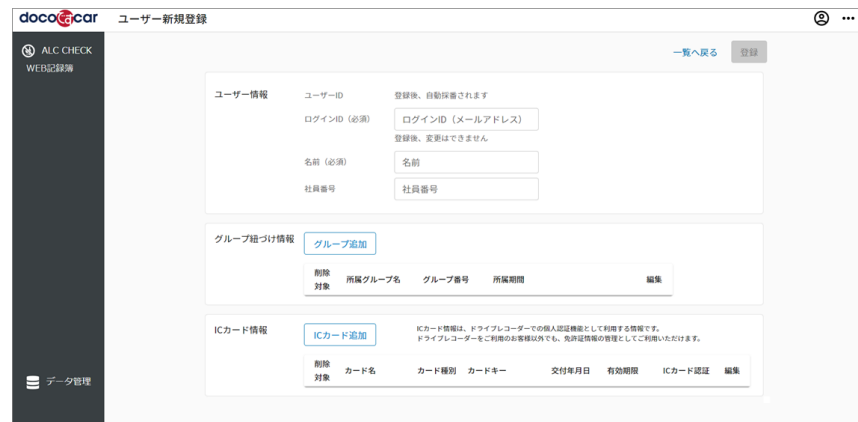 docoですcar
ユーザー新規登録
ALC CHECK
WEB記録簿
一覧へ戻る
登録
ユーザー情報
ユーザーID
登録後、自動採番されます
ログインID（必須）
ログインID（メールアドレス）
登録後、変更はできません
名前（必須）
名前
社員番号
社員番号
グループ紐づけ情報
グループ追加
削除
対象
所属グループ名
グループ番号
所属期間
編集
ICカード情報
ICカード追加
ICカード情報は、ドライブレコーダーでの個人認証機能として利用する情報です。
ドライブレコーダーをご利用のお客様以外でも、免許証情報の管理としてご利用いただけます。
削除
対象
カード名
カード種別
カードキー
交付年月日
有効期限
ICカード認証
編集
データ管理